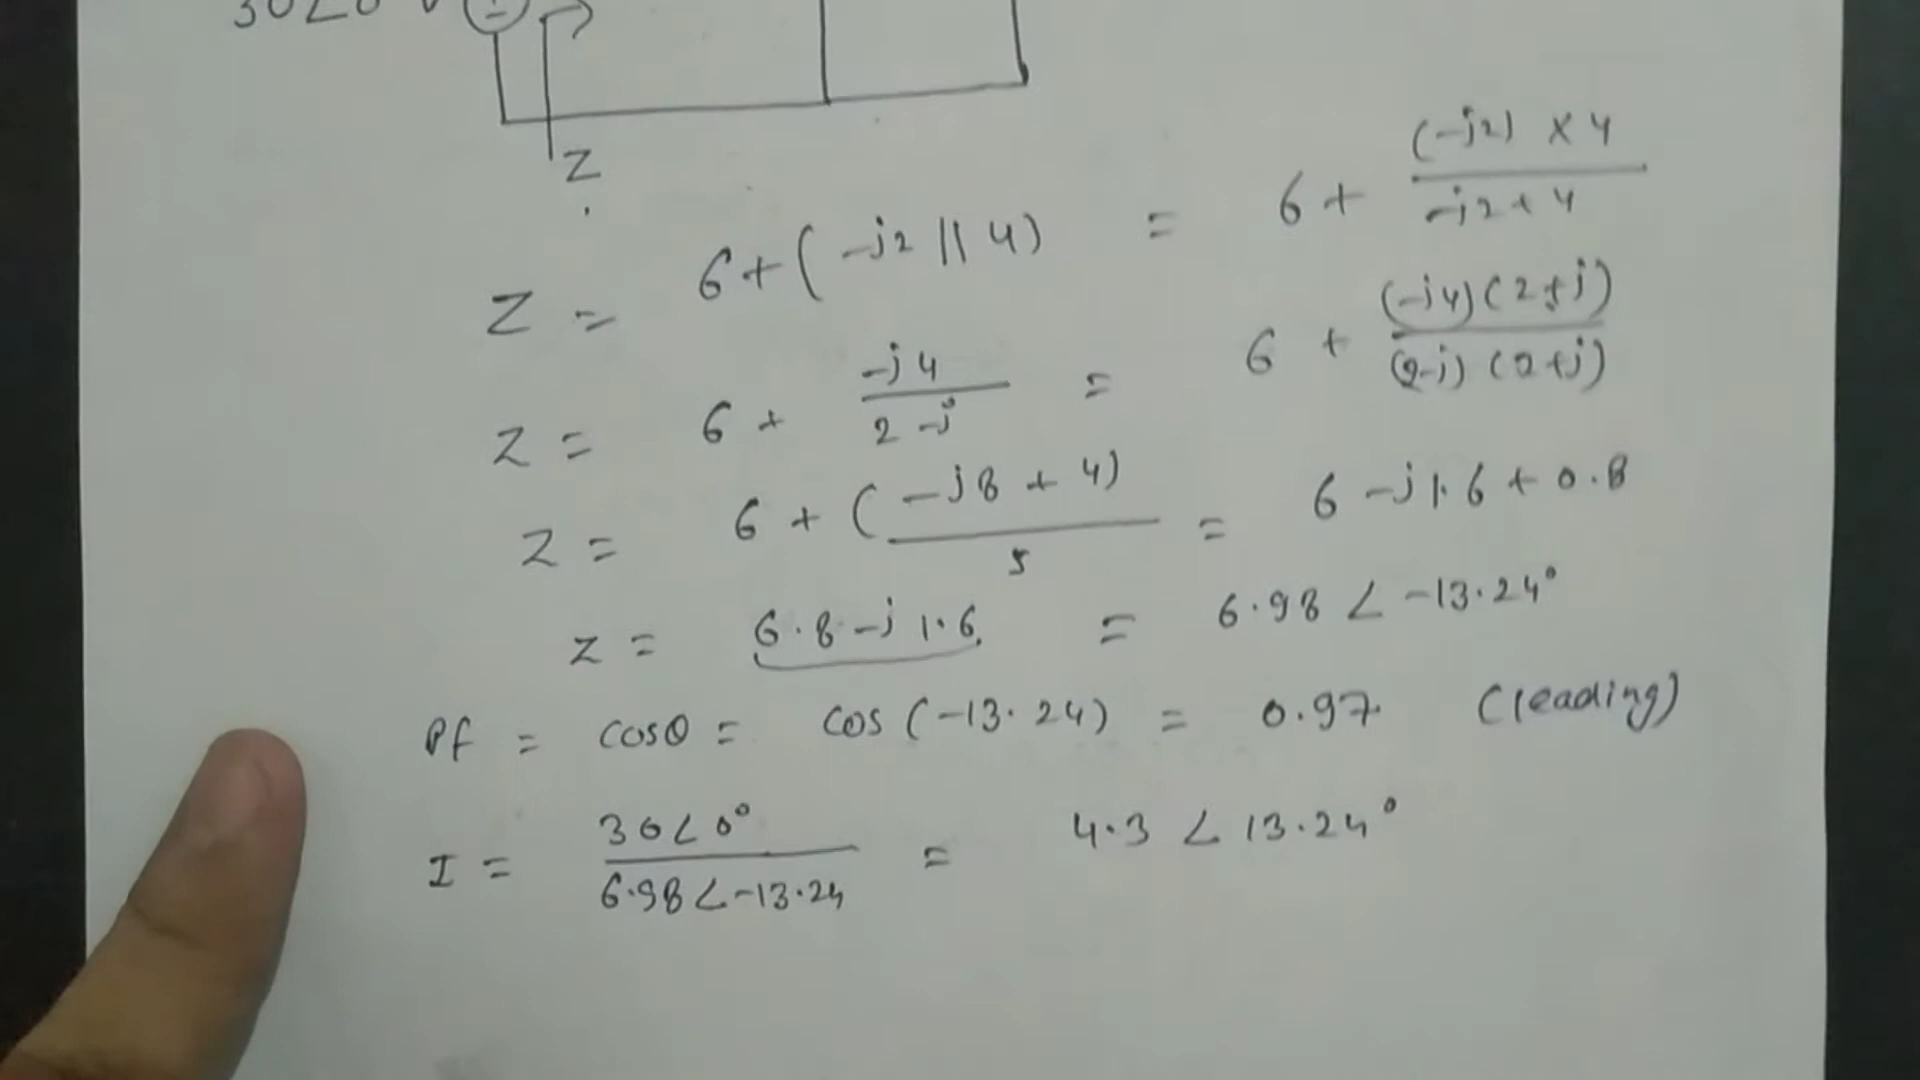 30∠0 V
Z
Z = 6 + (-j2 || 4) = 6 + (-j2) × 4 / -j2 + 4
Z = 6 + -j4 / 2 - j = 6 + (-j4)(2+j) / (2-j)(2+j)
Z = 6 + (-j8 + 4) / 5 = 6 - j1.6 + 0.8
Z = 6.8 - j1.6 = 6.98 ∠ -13.24°
Pf = cosθ = cos(-13.24) = 0.97 (leading)
I = 30∠0° / 6.98∠-13.24 = 4.3 ∠ 13.24°